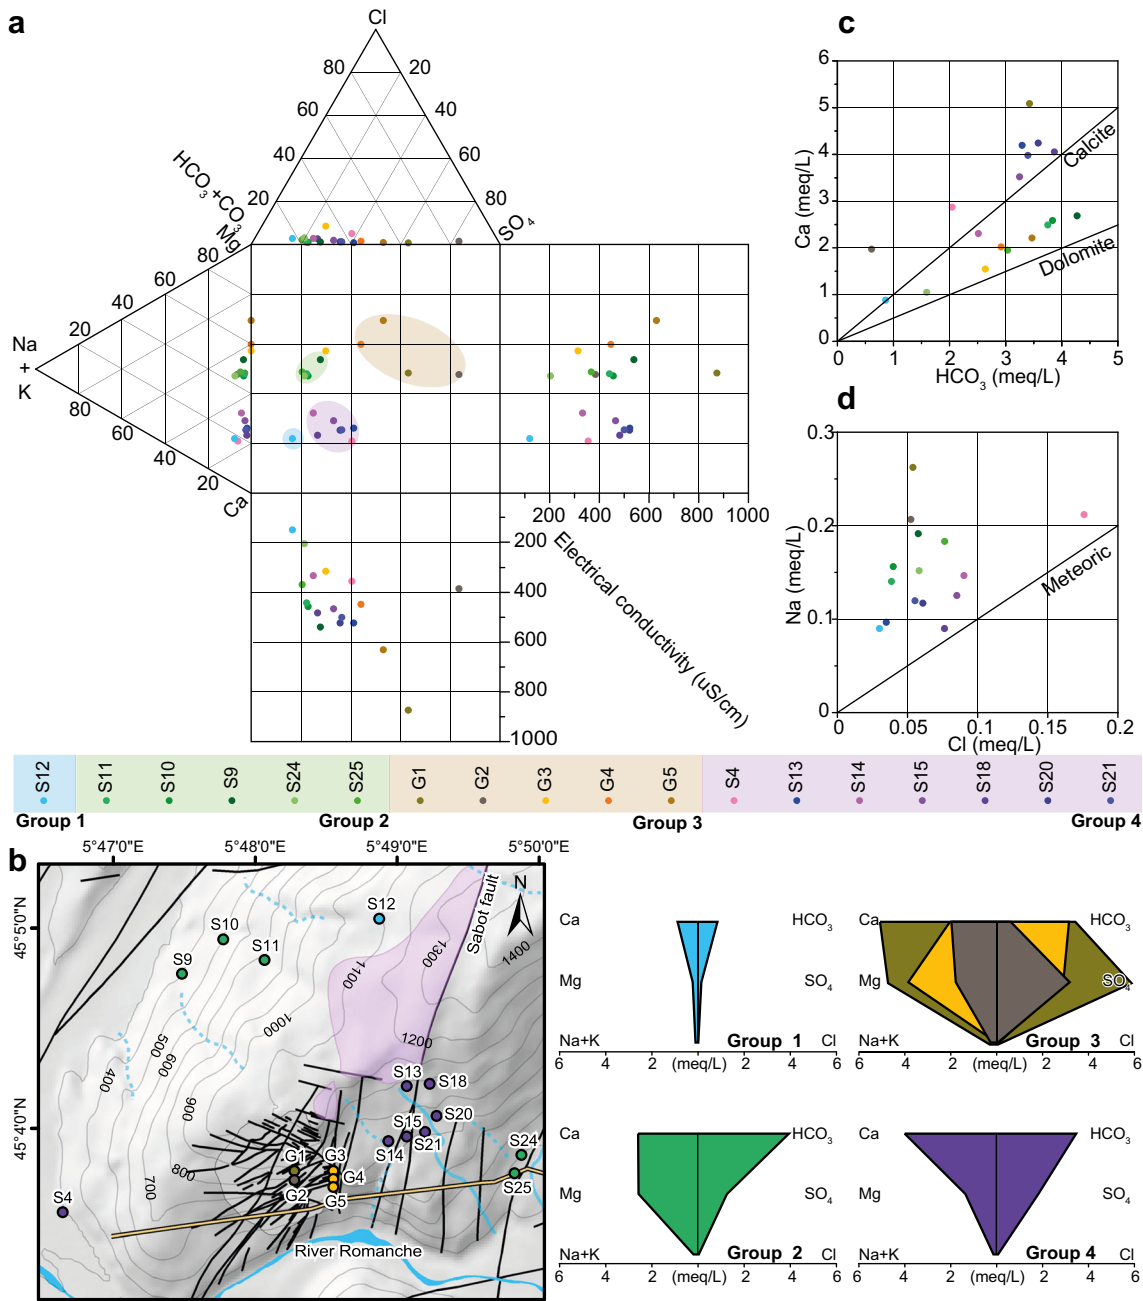 a
Cl
80 20
60 40
40 60
20 80
HCO3+CO3
SO4
Mg
80
60
40
20
Na
+
K
80
60
40
20
Ca
200 400 600 800 1000
200
400
600
800
1000
Electrical conductivity (uS/cm)
c
6
5
4
3
2
1
0
Ca (meq/L)
Calcite
Dolomite
0 1 2 3 4 5
HCO3 (meq/L)
d
0.3
0.2
0.1
0
Na (meq/L)
Meteoric
0 0.05 0.1 0.15 0.2
Cl (meq/L)
S12 S11 S10 S9 S24 S25 G1 G2 G3 G4 G5 S4 S13 S14 S15 S18 S20 S21
Group 1 Group 2 Group 3 Group 4
b
5°47'0"E 5°48'0"E 5°49'0"E 5°50'0"E
45°5'0"N
45°4'0"N
N
S12
S10
S11
S9
Sabot fault
1400
1300
1100
1200
1000
500
600
400
900
800
700
S13
S18
S20
S15
S21
S14
S24
S25
G1
G3
G4
G2
G5
S4
River Romanche
Ca HCO3
Mg SO4
Na+K Group 1 Cl
6 4 2 (meq/L) 2 4 6
Ca HCO3
Mg SO4
Na+K Group 3 Cl
6 4 2 (meq/L) 2 4 6
Ca HCO3
Mg SO4
Na+K Group 2 Cl
6 4 2 (meq/L) 2 4 6
Ca HCO3
Mg SO4
Na+K Group 4 Cl
6 4 2 (meq/L) 2 4 6